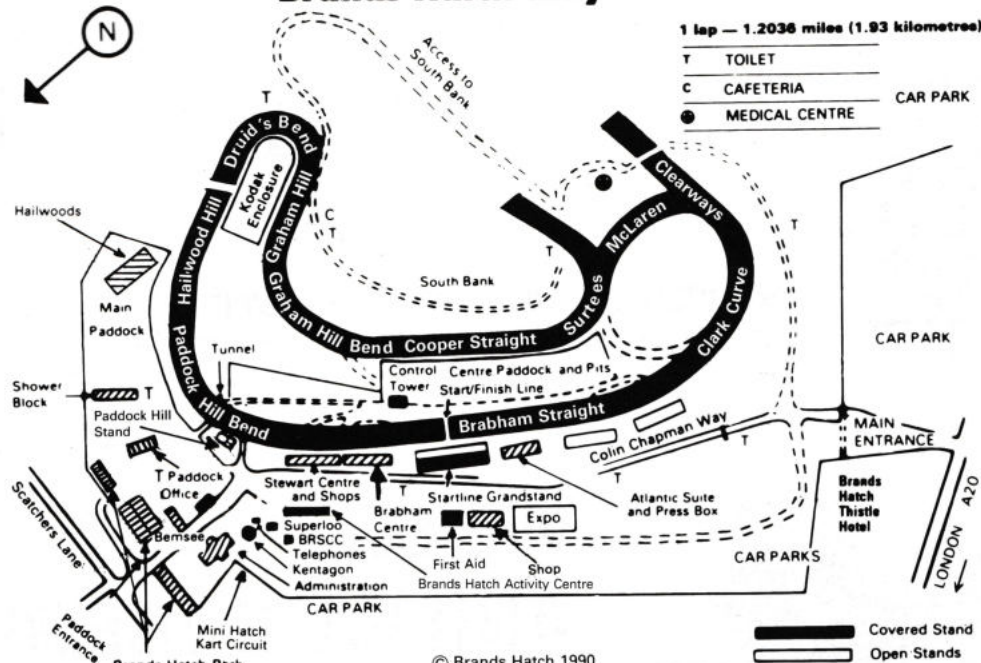 N
1 lap — 1.2036 miles (1.93 kilometres)
T TOILET
C CAFETERIA
MEDICAL CENTRE
CAR PARK
Access to
South Bank
T
Druid's Bend
Kodak
Enclosure
Hailwood Hill
Graham Hill
C
T
Clearways
McLaren
T
T
Hailwoods
Main
Paddock
South Bank
Surtees
Clark Curve
CAR PARK
Paddock Hill Bend
Graham Hill Bend
Cooper Straight
Tunnel
Control
Tower
Centre Paddock and Pits
Start/Finish Line
Shower
Block
T
Paddock Hill
Stand
Brabham Straight
Colin Chapman Way
T
T
MAIN
ENTRANCE
T Paddock
Office
Stewart Centre
and Shops
T
Brabham
Centre
Startline Grandstand
Atlantic Suite
and Press Box
Brands
Hatch
Thistle
Hotel
A20
LONDON
Scatchers Lane
Bemsee
Superloo
BRSCC
Telephones
Kentagon
Administration
First Aid
Shop
Expo
Brands Hatch Activity Centre
CAR PARKS
CAR PARK
Paddock
Entrance
Mini Hatch
Kart Circuit
© Brands Hatch 1990
Covered Stand
Open Stands